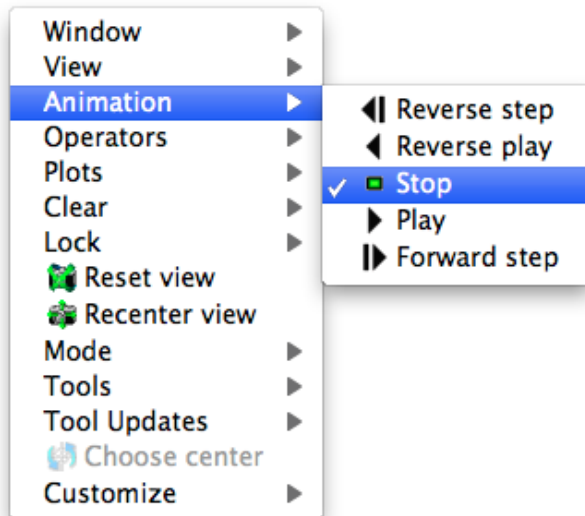 Window
View
Animation
Operators
Plots
Clear
Lock
Reset view
Recenter view
Mode
Tools
Tool Updates
Choose center
Customize
Reverse step
Reverse play
Stop
Play
Forward step